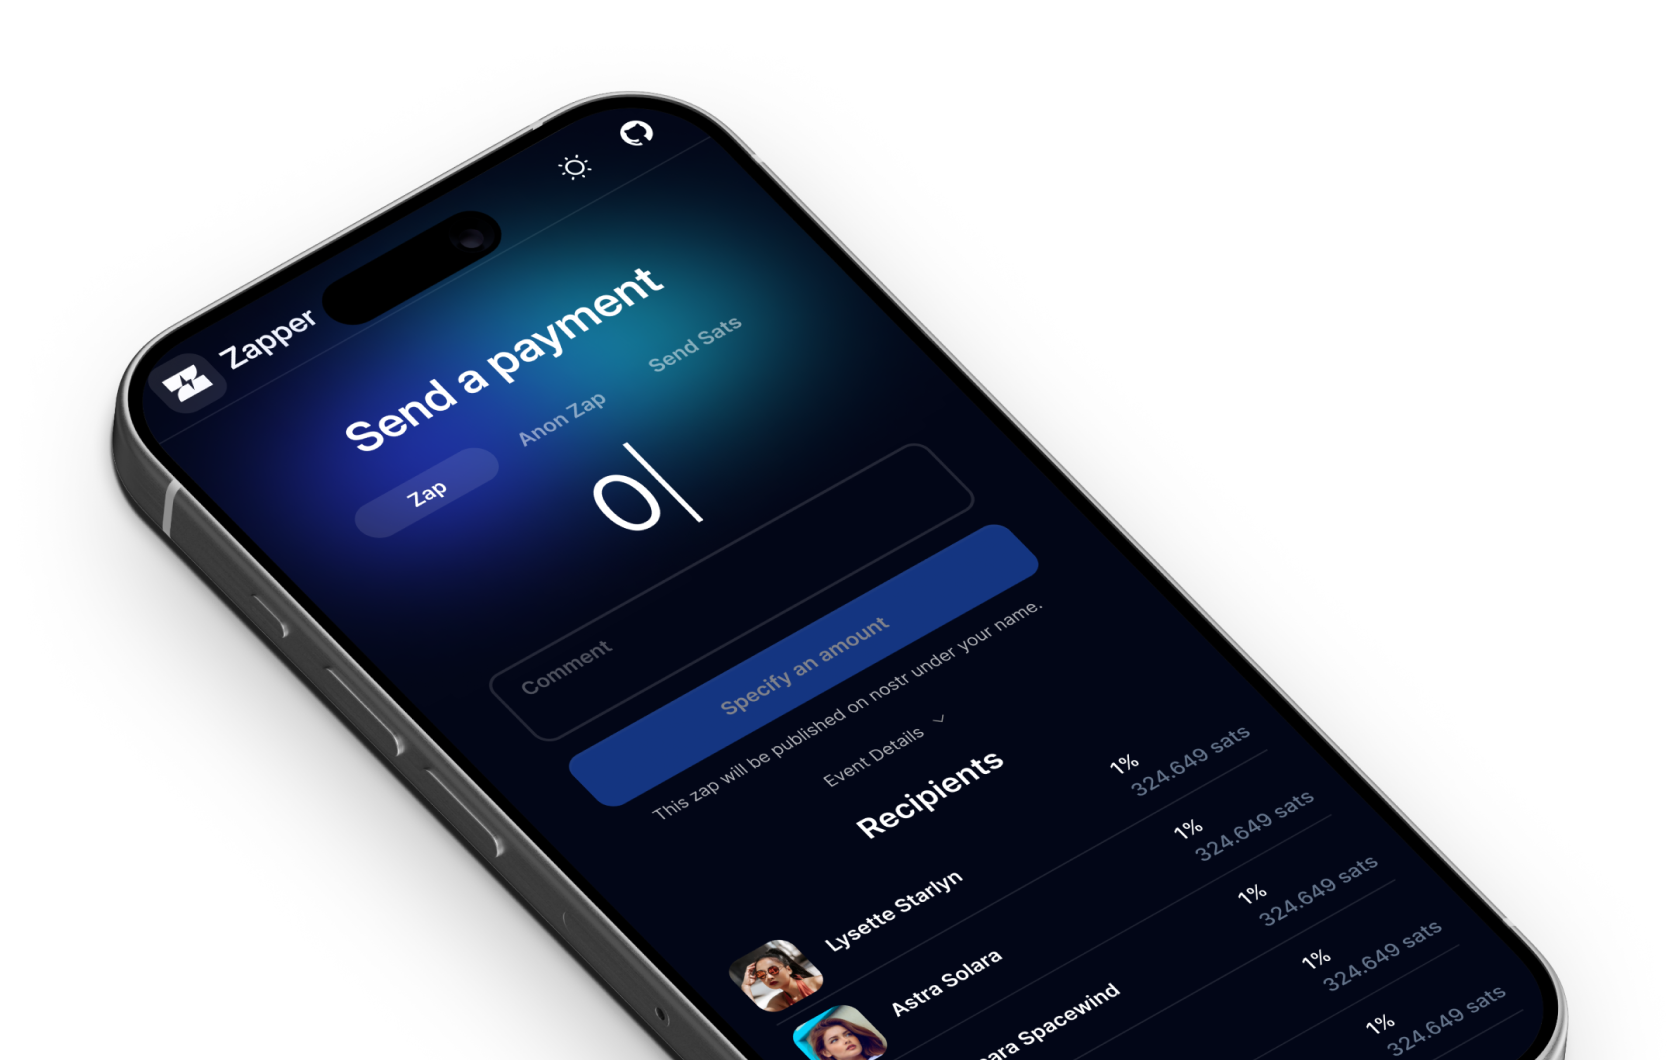 Zapper
Send a payment
Zap
Anon Zap
Send Sats
0
Comment
Specify an amount
This zap will be published on nostr under your name.
Event Details
Recipients
Lysette Starlyn
1%
324.649 sats
Astra Solara
1%
324.649 sats
Spacewind
1%
324.649 sats
1%
324.649 sats
1%
324.649 sats